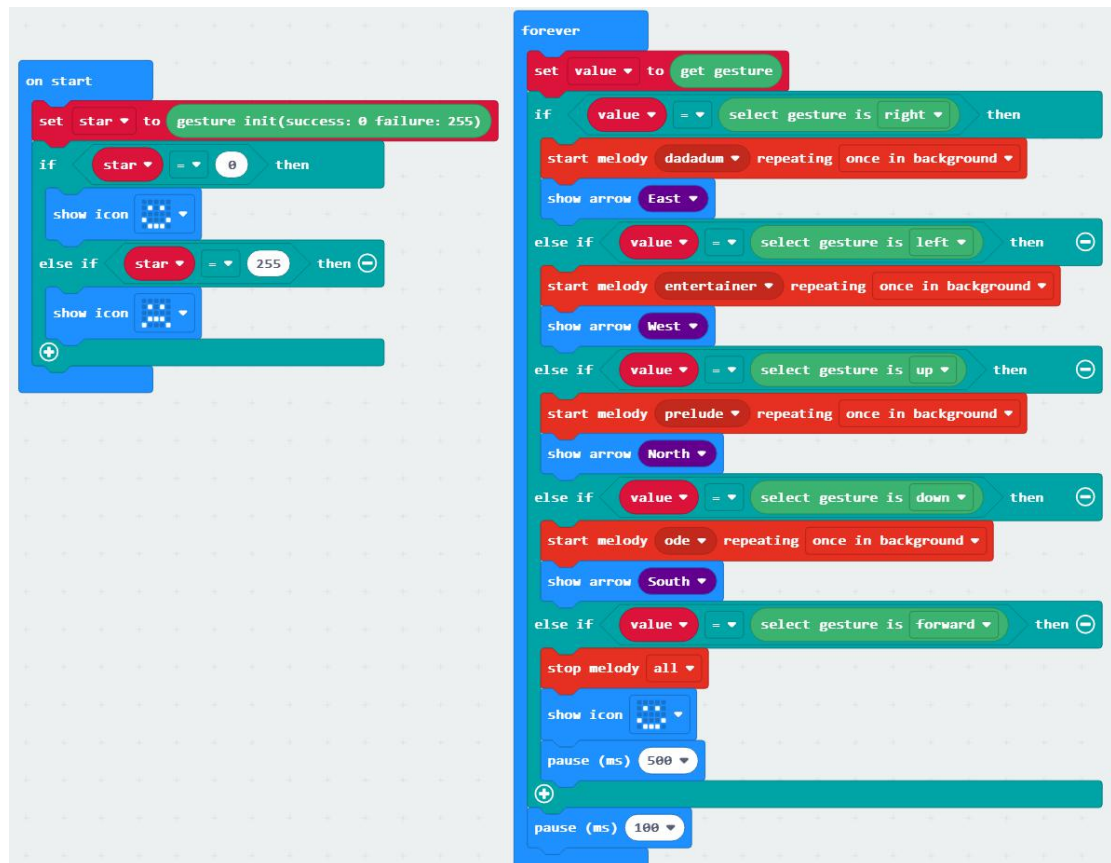 on start
set star to gesture init(success: 0 failure: 255)
if star = 0 then
show icon
else if star = 255 then
show icon
forever
set value to get gesture
if value = select gesture is right then
start melody dadadum repeating once in background
show arrow East
else if value = select gesture is left then
start melody entertainer repeating once in background
show arrow West
else if value = select gesture is up then
start melody prelude repeating once in background
show arrow North
else if value = select gesture is down then
start melody ode repeating once in background
show arrow South
else if value = select gesture is forward then
stop melody all
show icon
pause (ms) 500
pause (ms) 100